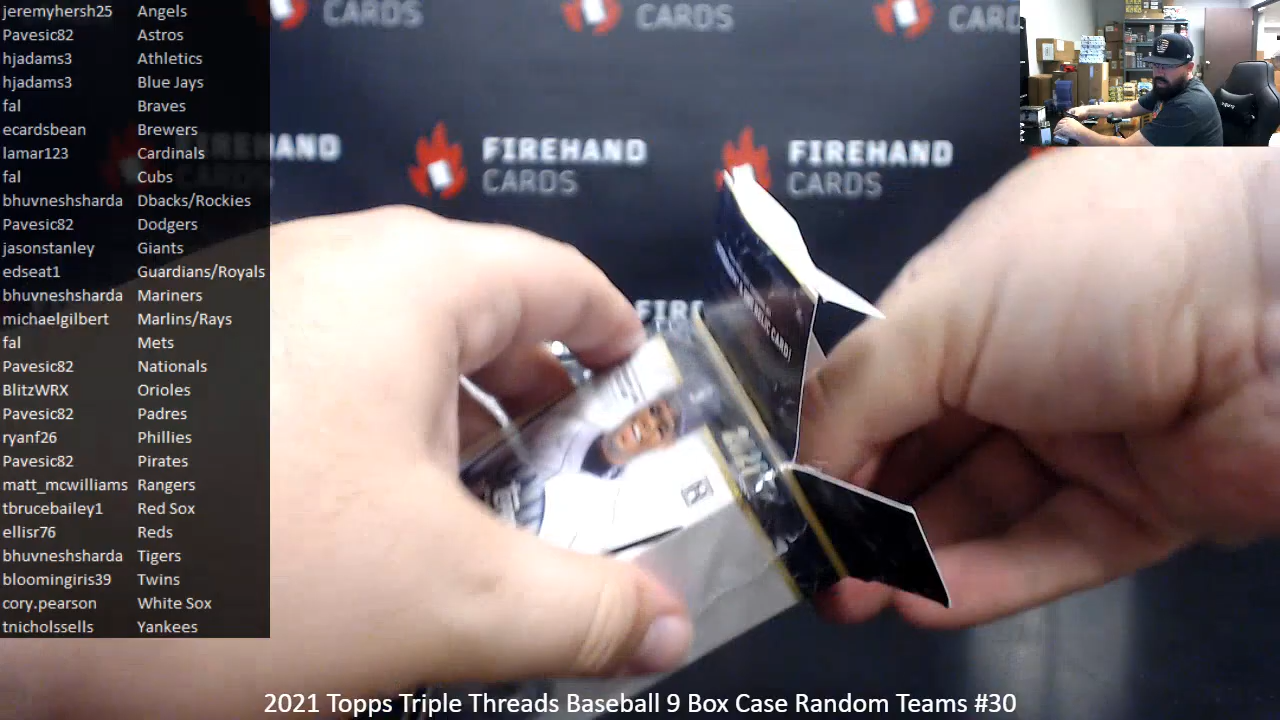 jeremyhersh25 Angels
Pavesic82 Astros
hjadams3 Athletics
hjadams3 Blue Jays
fal Braves
ecardsbean Brewers
lamar123 Cardinals
fal Cubs
bhuvneshsharda Dbacks/Rockies
Pavesic82 Dodgers
jasonstanley Giants
edseat1 Guardians/Royals
bhuvneshsharda Mariners
michaelgilbert Marlins/Rays
fal Mets
Pavesic82 Nationals
BlitzWRX Orioles
Pavesic82 Padres
ryanf26 Phillies
Pavesic82 Pirates
matt_mcwilliams Rangers
tbrucebailey1 Red Sox
ellisr76 Reds
bhuvneshsharda Tigers
bloomingiris39 Twins
cory.pearson White Sox
tnicholssells Yankees
CARDS
CARDS
CARD
HAND
FIREHAND
CARDS
FIREHAND
CARDS
FIRE
RELIC CARD!
2021 Topps Triple Threads Baseball 9 Box Case Random Teams #30